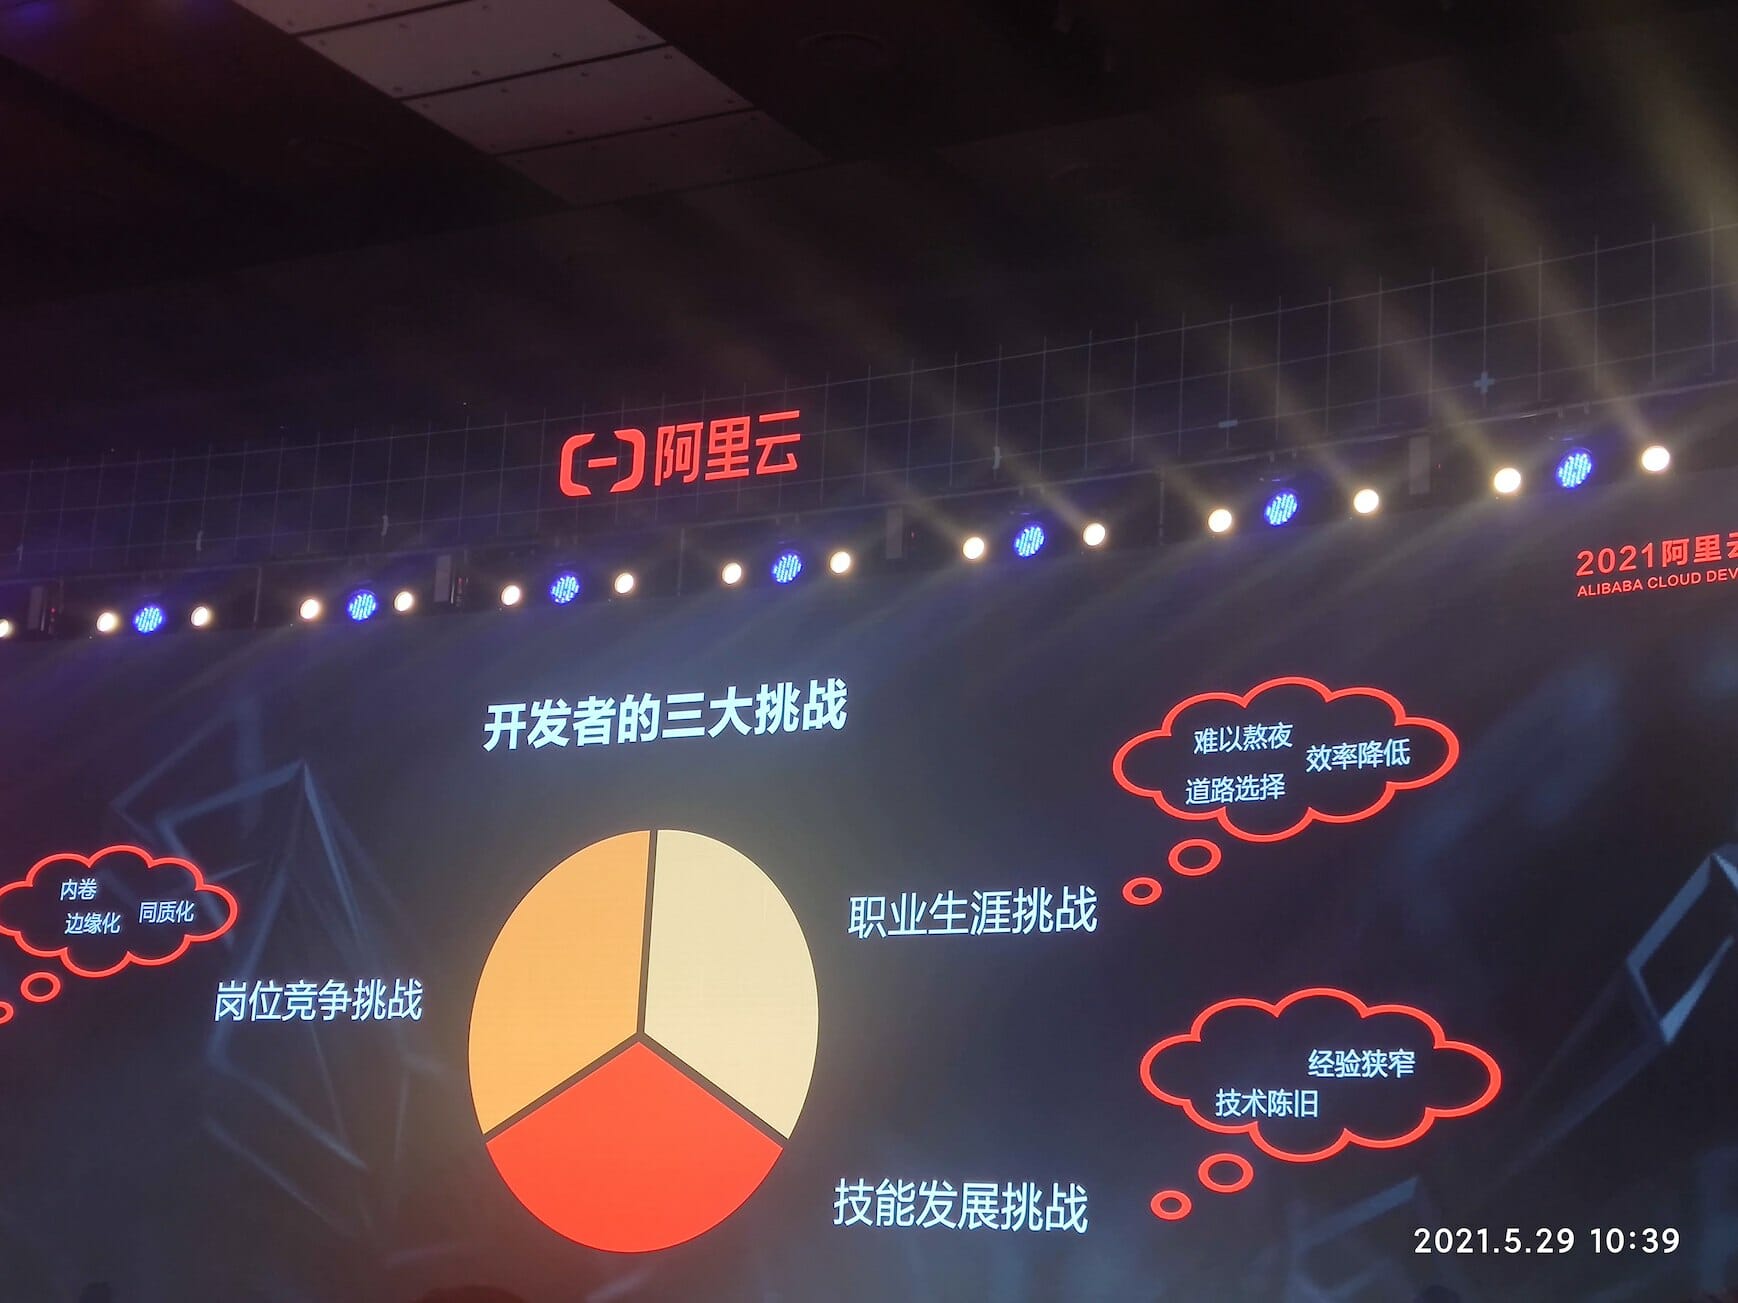 阿里云
2021阿里云
ALIBABA CLOUD DEV
开发者的三大挑战
难以熬夜
效率降低
道路选择
职业生涯挑战
内卷
边缘化
同质化
岗位竞争挑战
经验狭窄
技术陈旧
技能发展挑战
2021.5.29 10:39